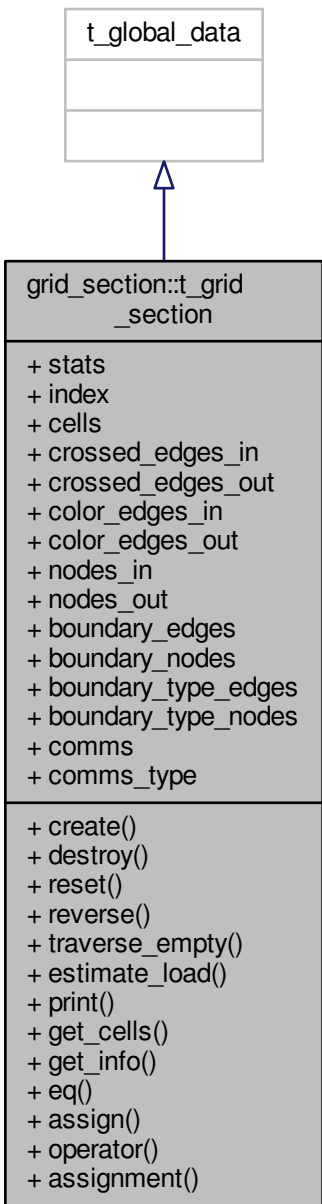 t_global_data
grid_section::t_grid
_section
+ stats
+ index
+ cells
+ crossed_edges_in
+ crossed_edges_out
+ color_edges_in
+ color_edges_out
+ nodes_in
+ nodes_out
+ boundary_edges
+ boundary_nodes
+ boundary_type_edges
+ boundary_type_nodes
+ comms
+ comms_type
+ create()
+ destroy()
+ reset()
+ reverse()
+ traverse_empty()
+ estimate_load()
+ print()
+ get_cells()
+ get_info()
+ eq()
+ assign()
+ operator()
+ assignment()